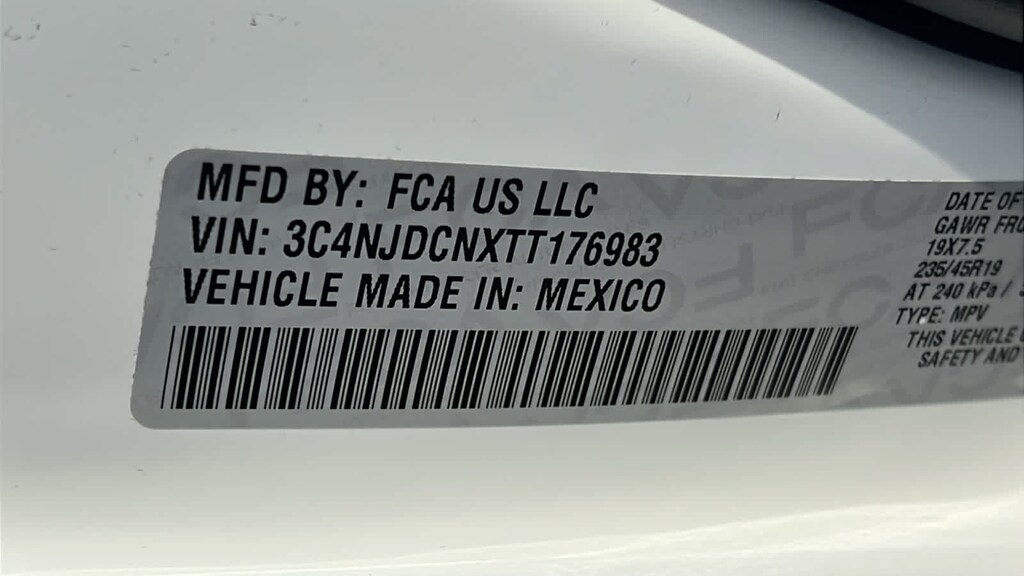 MFD BY: FCA US LLC
VIN: 3C4NJDCNXTT176983
VEHICLE MADE IN: MEXICO
DATE OF
GAWR FRO
19X7.5
235/45R19
AT 240 kPa /
TYPE: MPV
THIS VEHICLE
SAFETY AND